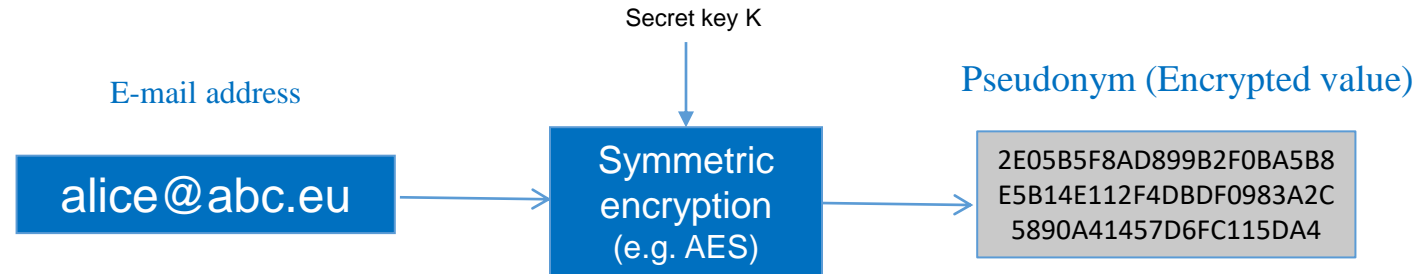 Secret key K
E-mail address
Pseudonym (Encrypted value)
alice@abc.eu
Symmetric
encryption
(e.g. AES)
2E05B5F8AD899B2F0BA5B8
E5B14E112F4DBDF0983A2C
5890A41457D6FC115DA4